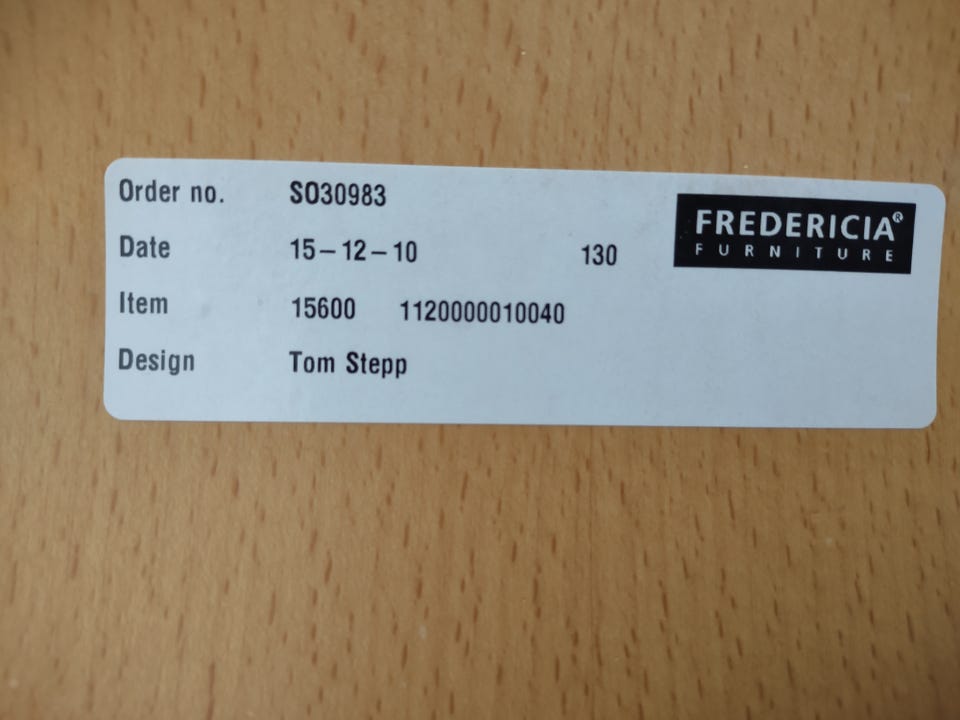 Order no. SO30983
FREDERICIA®
FURNITURE
Date 15-12-10 130
Item 15600 1120000010040
Design Tom Stepp